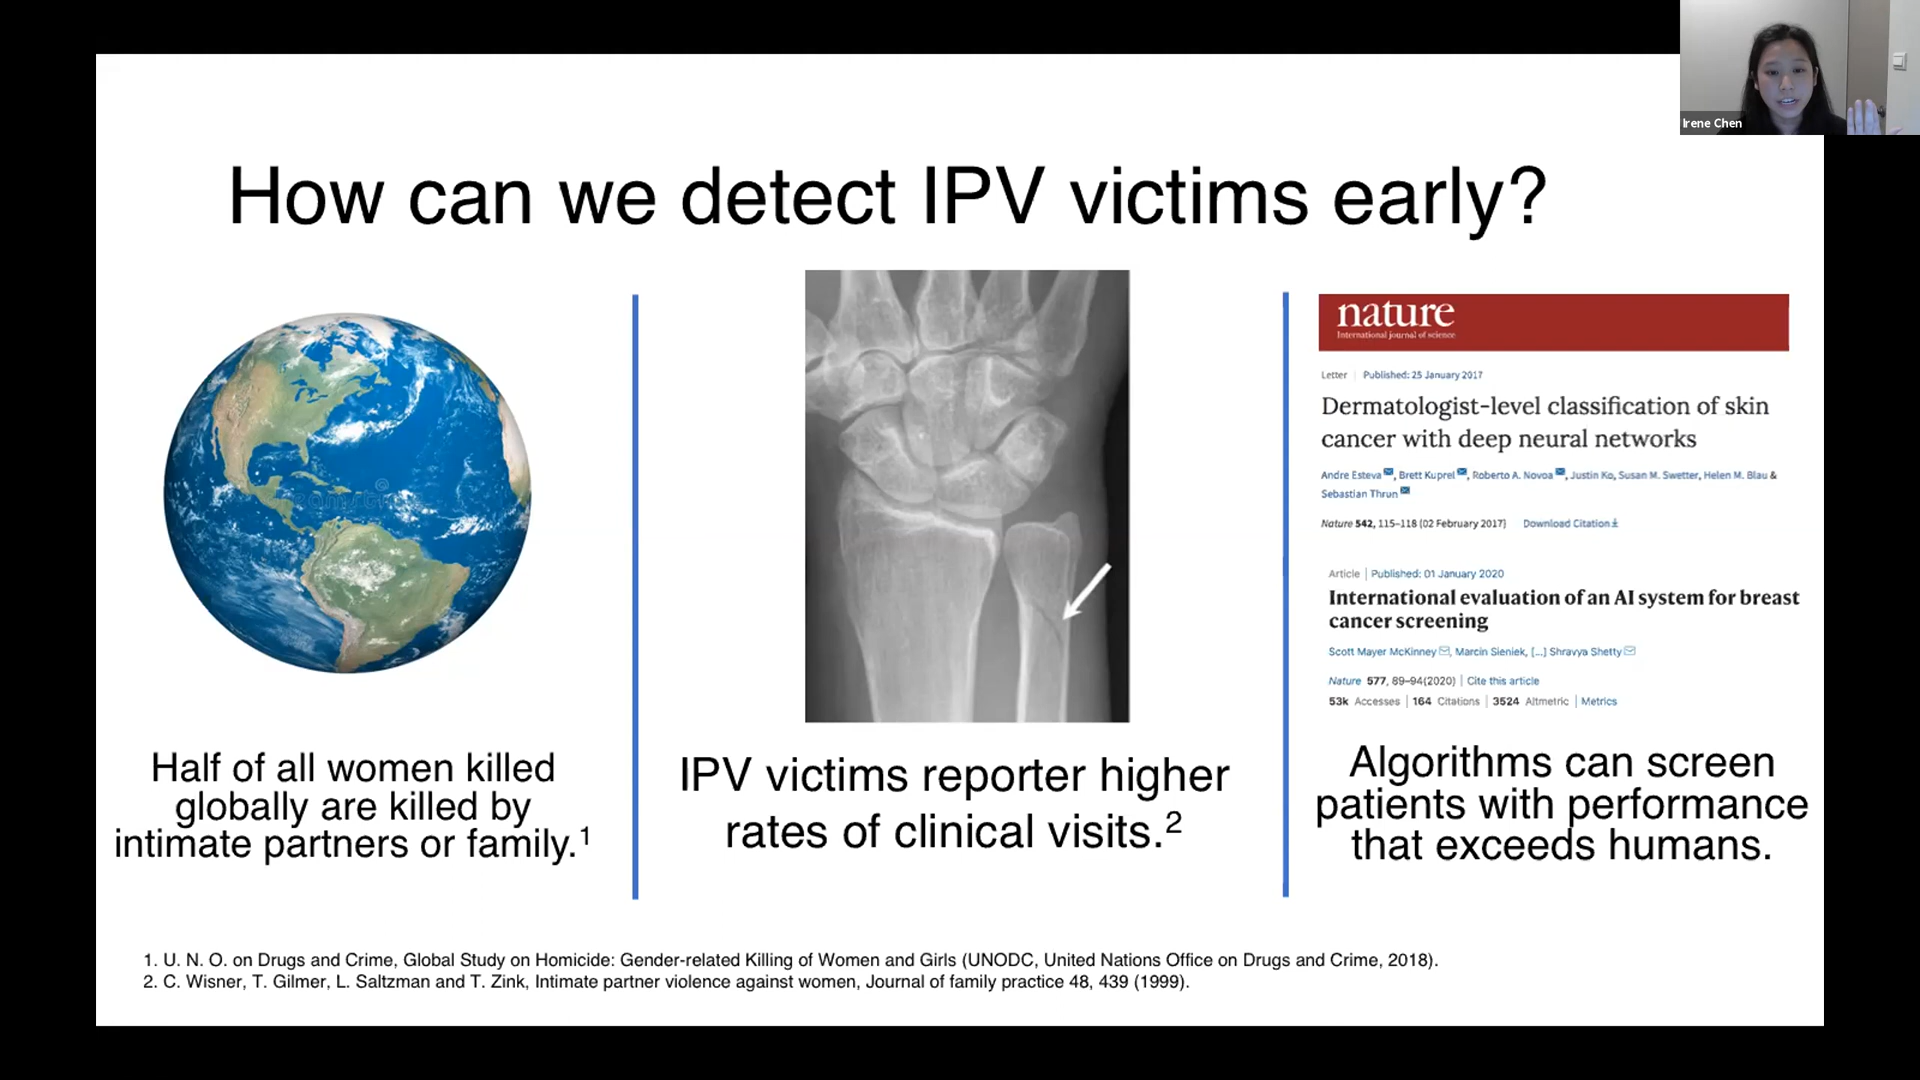 Irene Chen
How can we detect IPV victims early?
nature
International journal of science
Letter | Published: 25 January 2017
Dermatologist-level classification of skin
cancer with deep neural networks
Andre Esteva, Brett Kuprel, Roberto A. Novoa, Justin Ko, Susan M. Swetter, Helen M. Blau &
Sebastian Thrun
Nature 542, 115–118 (02 February 2017) Download Citation
Article | Published: 01 January 2020
International evaluation of an AI system for breast
cancer screening
Scott Mayer McKinney, Marcin Sieniek, [...] Shravya Shetty
Nature 577, 89–94(2020) | Cite this article
53k Accesses | 164 Citations | 3524 Altmetric | Metrics
Half of all women killed
globally are killed by
intimate partners or family.1
IPV victims reporter higher
rates of clinical visits.2
Algorithms can screen
patients with performance
that exceeds humans.
1. U. N. O. on Drugs and Crime, Global Study on Homicide: Gender-related Killing of Women and Girls (UNODC, United Nations Office on Drugs and Crime, 2018).
2. C. Wisner, T. Gilmer, L. Saltzman and T. Zink, Intimate partner violence against women, Journal of family practice 48, 439 (1999).